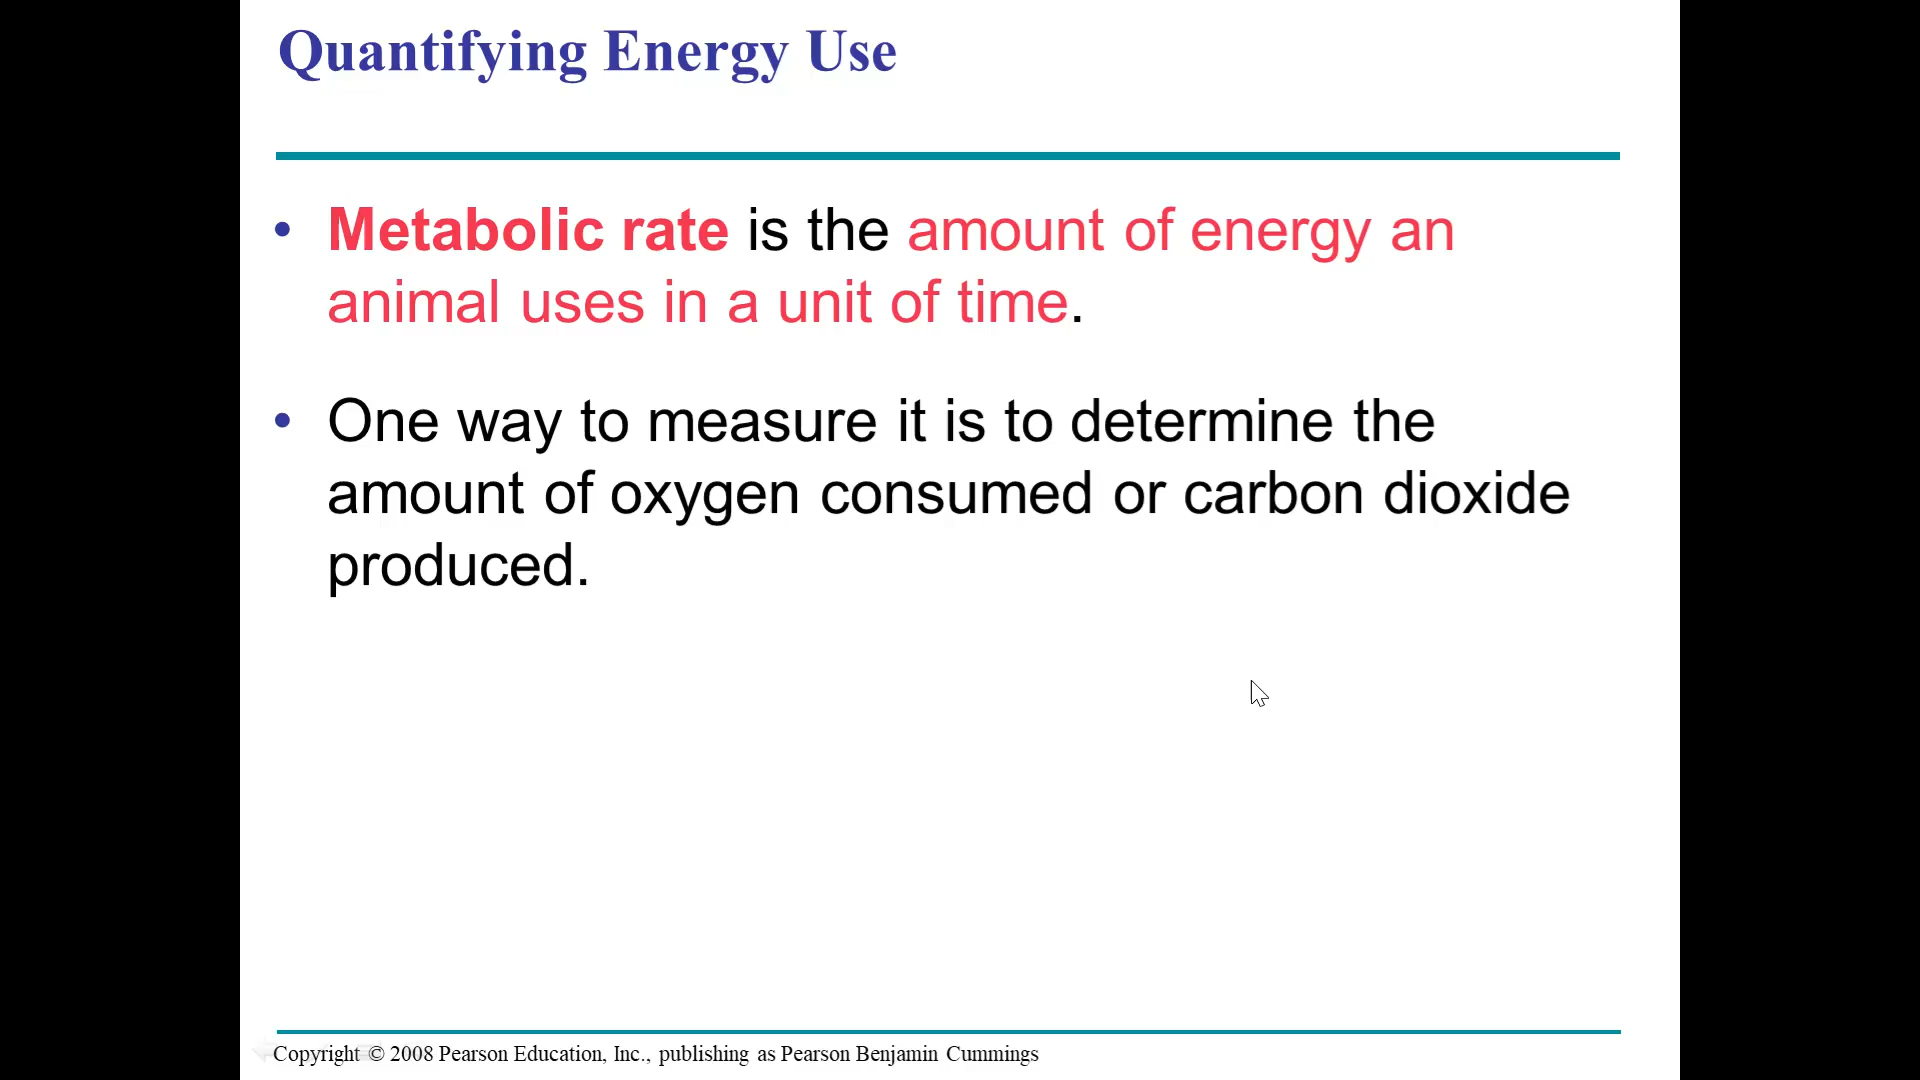 Quantifying Energy Use
• Metabolic rate is the amount of energy an
animal uses in a unit of time.
• One way to measure it is to determine the
amount of oxygen consumed or carbon dioxide
produced.
Copyright © 2008 Pearson Education, Inc., publishing as Pearson Benjamin Cummings